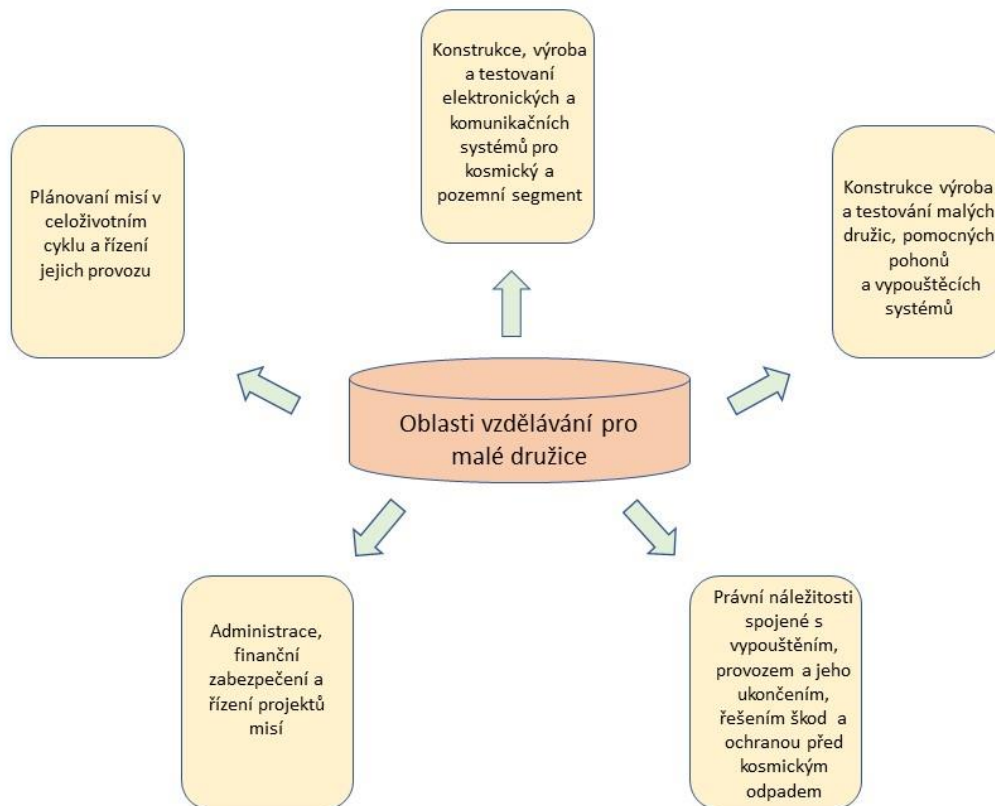 Konstrukce, výroba
a testovaní
elektronických a
komunikačních
systémů pro
kosmický a
pozemní segment
Plánovaní misí v
celoživotním
cyklu a řízení
jejich provozu
Konstrukce výroba
a testování malých
družic, pomocných
pohonů
a vypouštěcích
systémů
Oblasti vzdělávání pro
malé družice
Administrace,
finanční
zabezpečení a
řízení projektů
misí
Právní náležitosti
spojené s
vypouštěním,
provozem a jeho
ukončením,
řešením škod a
ochranou před
kosmickým
odpadem